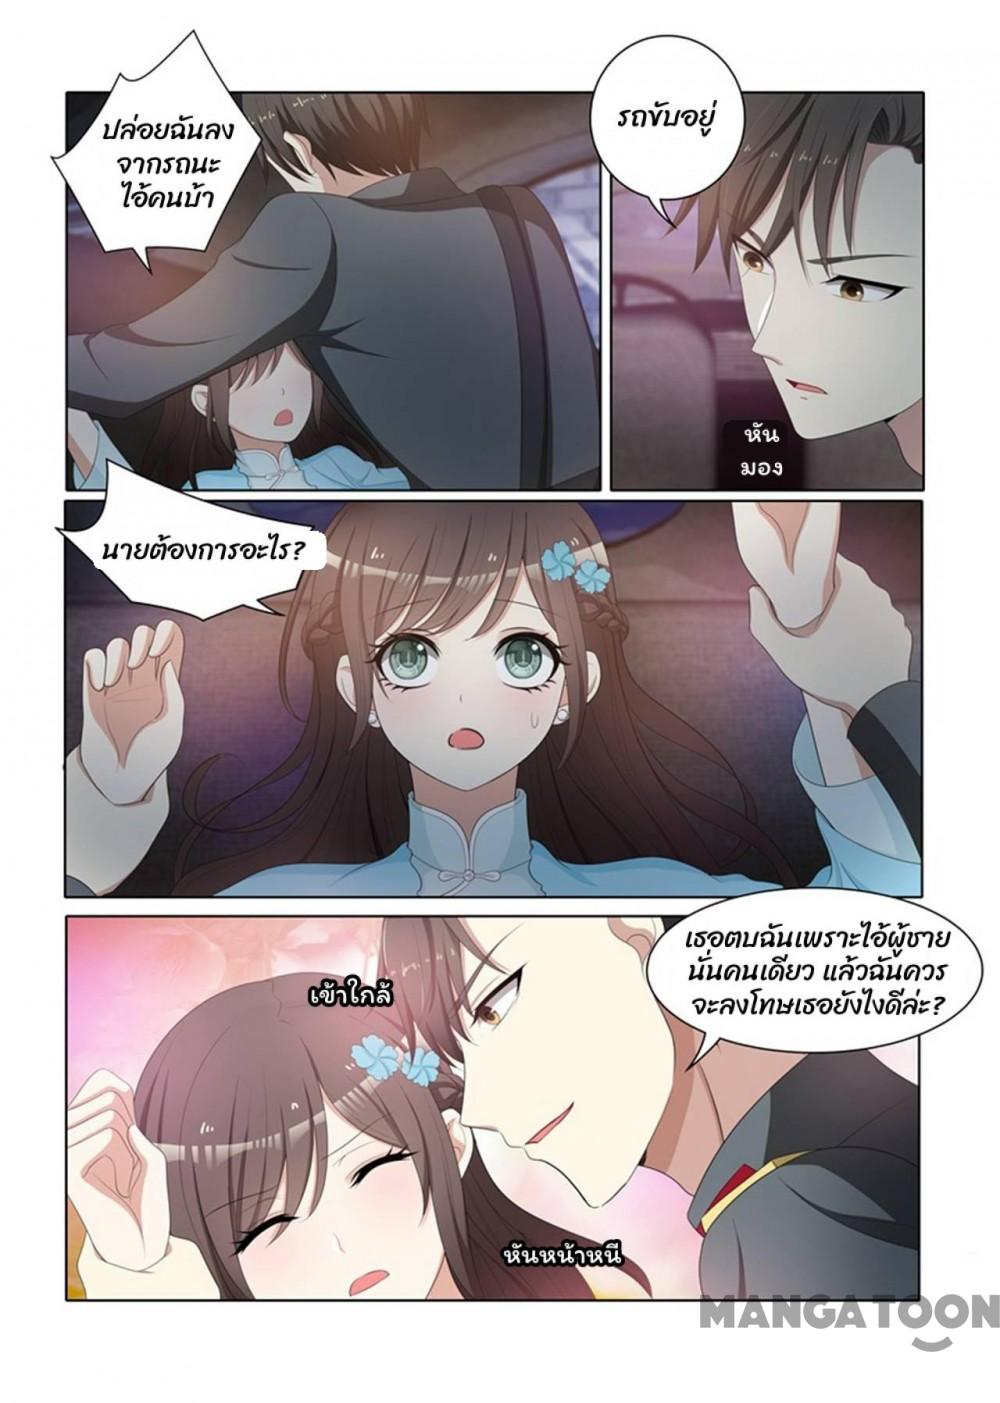 ปล่อยฉันลง
จากรถนะ
ไอ้คนบ้า
รถขับอยู่
หัน
มอง
นายต้องการอะไร?
เธอตบฉันเพราะไอ้ผู้ชาย
นั่นคนเดียว แล้วฉันควร
จะลงโทษเธอยังไงดีล่ะ?
เข้าใกล้
หันหน้าหนี
MANGATOON